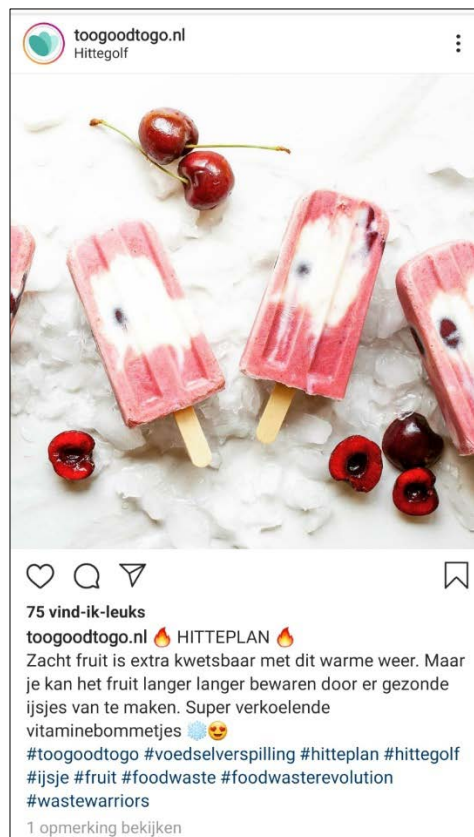 toogoodtogo.nl
Hittegolf
75 vind-ik-leuks
toogoodtogo.nl 🔥 HITTEPLAN 🔥
Zacht fruit is extra kwetsbaar met dit warme weer. Maar
je kan het fruit langer langer bewaren door er gezonde
ijsjes van te maken. Super verkoelende
vitaminebommetjes ❄️😍
#toogoodtogo #voedselverspilling #hitteplan #hittegolf
#ijsje #fruit #foodwaste #foodwasterevolution
#wastewarriors
1 opmerking bekijken